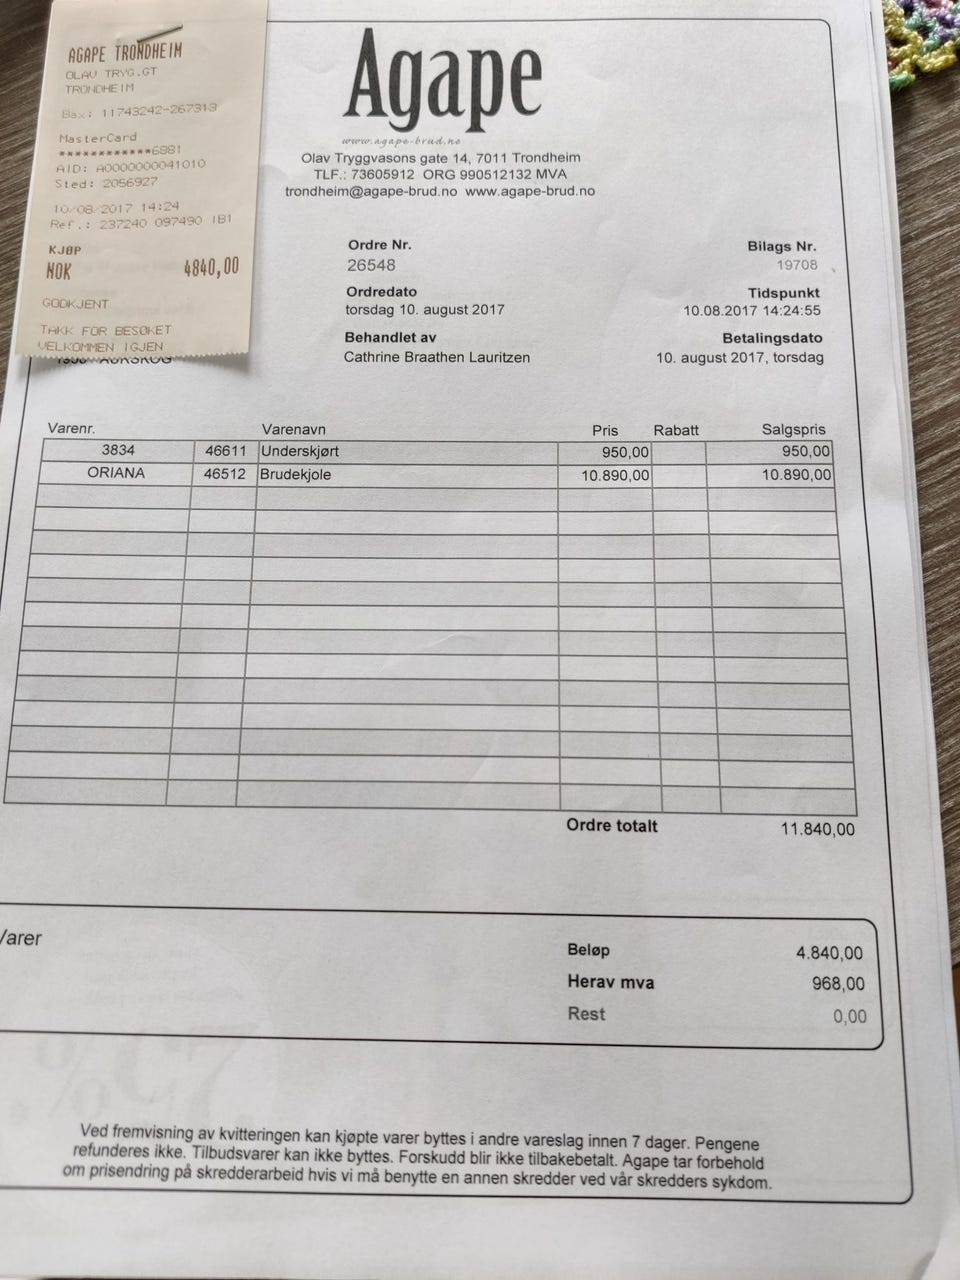 AGAPE TRONDHEIM
OLAV TRYG.GT
TRONDHEIM
Bax: 11743242-267313
MasterCard
************6881
AID: A0000000041010
Sted: 2056927
10/08/2017 14:24
Ref.: 237240 097490 IB1
KJØP
NOK 4840,00
GODKJENT
TAKK FOR BESØKET
VELKOMMEN IGJEN
AURSKOG
Agape
www.agape-brud.no
Olav Tryggvasons gate 14, 7011 Trondheim
TLF.: 73605912 ORG 990512132 MVA
trondheim@agape-brud.no www.agape-brud.no
Ordre Nr. Bilags Nr.
26548 19708
Ordredato Tidspunkt
torsdag 10. august 2017 10.08.2017 14:24:55
Behandlet av Betalingsdato
Cathrine Braathen Lauritzen 10. august 2017, torsdag
Varenr. Varenavn Pris Rabatt Salgspris
3834 46611 Underskjørt 950,00 950,00
ORIANA 46512 Brudekjole 10.890,00 10.890,00
Ordre totalt 11.840,00
Varer
Beløp 4.840,00
Herav mva 968,00
Rest 0,00
Ved fremvisning av kvitteringen kan kjøpte varer byttes i andre vareslag innen 7 dager. Pengene
refunderes ikke. Tilbudsvarer kan ikke byttes. Forskudd blir ikke tilbakebetalt. Agape tar forbehold
om prisendring på skredderarbeid hvis vi må benytte en annen skredder ved vår skredders sykdom.